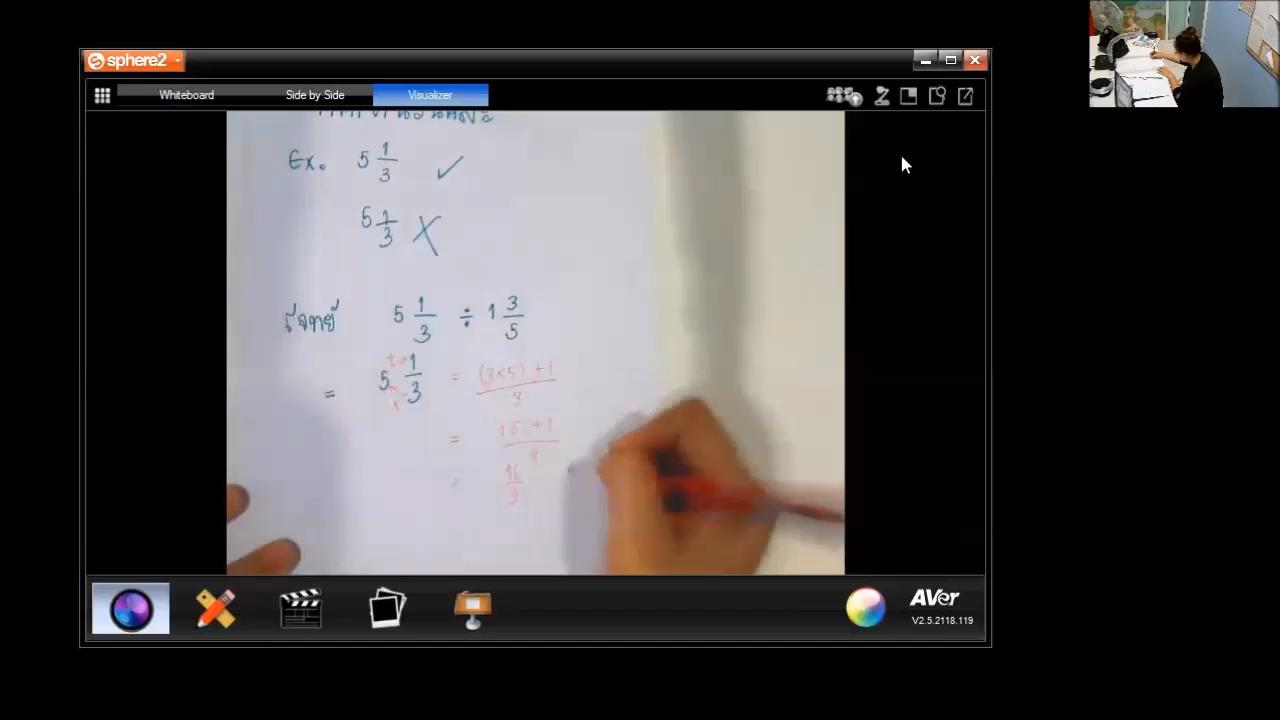 sphere2
Whiteboard Side by Side Visualizer
Ex. 5 1/3 ✓
5 1/3 X
โจทย์ 5 1/3 ÷ 1 3/5
= 5 1/3 = (3×5) + 1 / 3
= 15 + 1 / 3
= 16/3
AVer
V2.5.2118.119